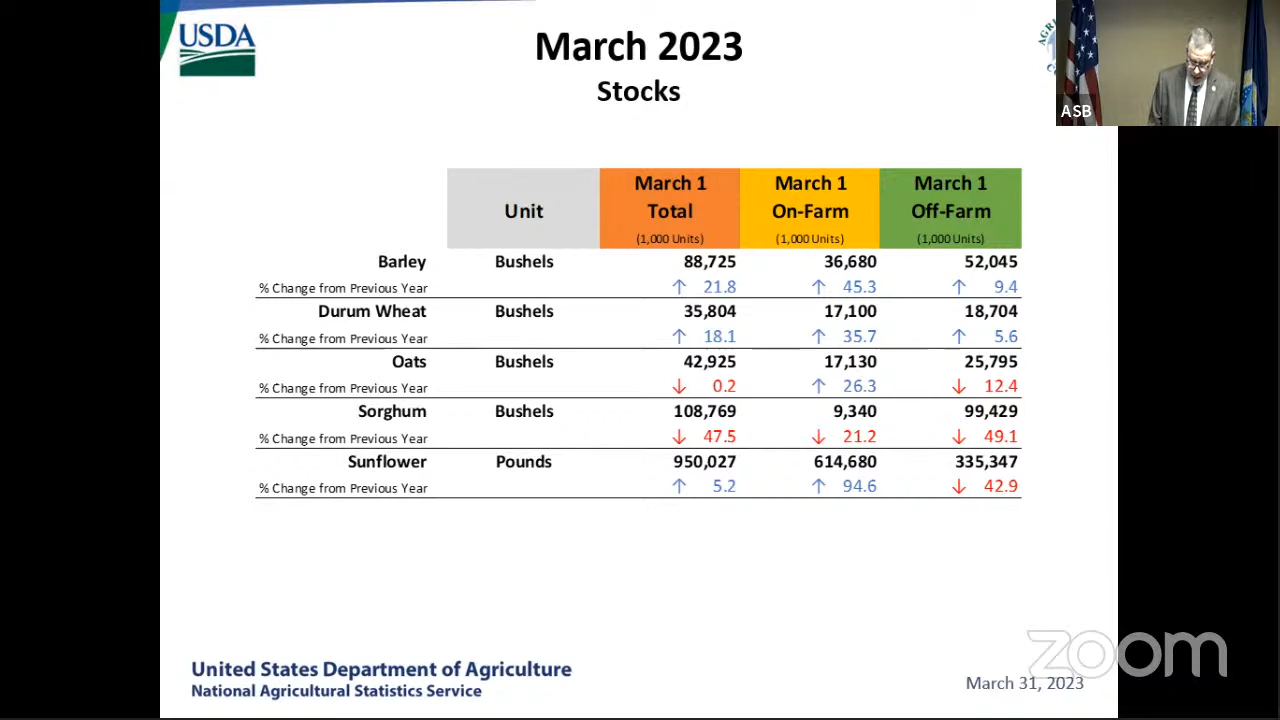 USDA
March 2023
Stocks
ASB
Unit
March 1 Total (1,000 Units)
March 1 On-Farm (1,000 Units)
March 1 Off-Farm (1,000 Units)
Barley Bushels 88,725 36,680 52,045
% Change from Previous Year ↑ 21.8 ↑ 45.3 ↑ 9.4
Durum Wheat Bushels 35,804 17,100 18,704
% Change from Previous Year ↑ 18.1 ↑ 35.7 ↑ 5.6
Oats Bushels 42,925 17,130 25,795
% Change from Previous Year ↓ 0.2 ↑ 26.3 ↓ 12.4
Sorghum Bushels 108,769 9,340 99,429
% Change from Previous Year ↓ 47.5 ↓ 21.2 ↓ 49.1
Sunflower Pounds 950,027 614,680 335,347
% Change from Previous Year ↑ 5.2 ↑ 94.6 ↓ 42.9
United States Department of Agriculture
National Agricultural Statistics Service
zoom
March 31, 2023